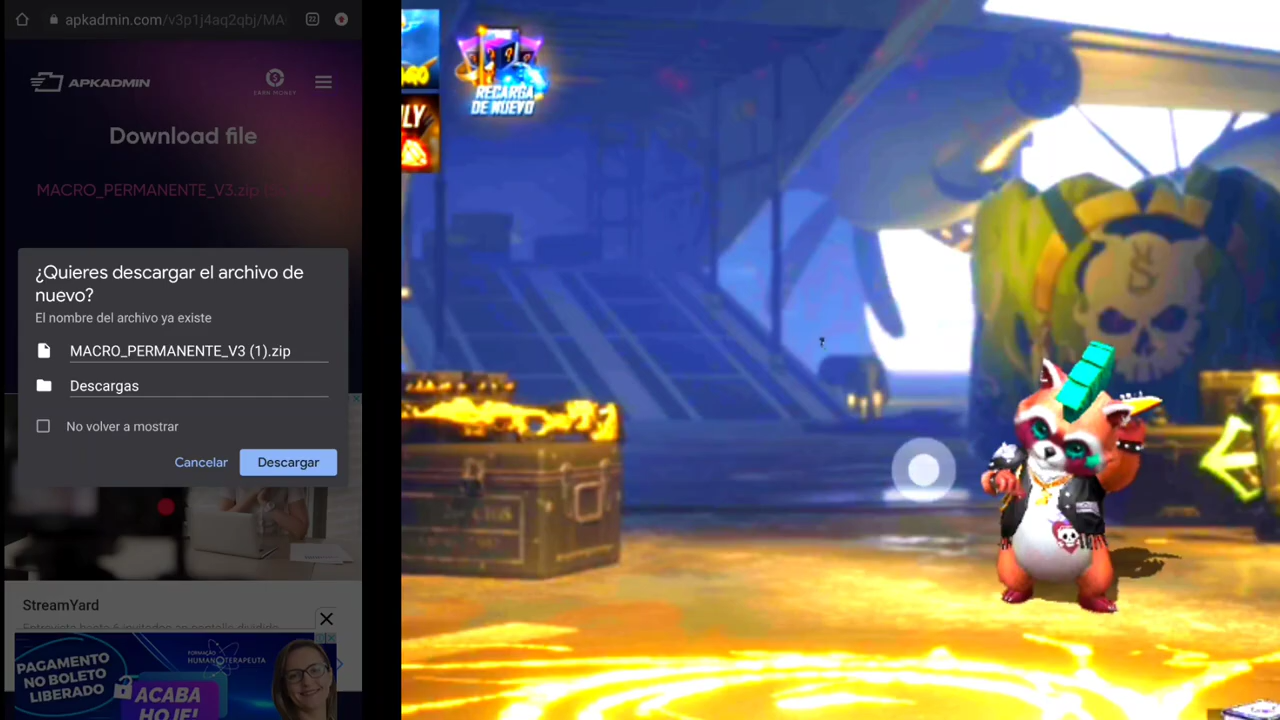 apkadmin.com/v3p1j4aq2qbj/MA
22
APKADMIN
EARN MONEY
Download file
MACRO_PERMANENTE_V3.zip
¿Quieres descargar el archivo de
nuevo?
El nombre del archivo ya existe
MACRO_PERMANENTE_V3 (1).zip
Descargas
No volver a mostrar
Cancelar
Descargar
StreamYard
PAGAMENTO
NO BOLETO
LIBERADO
FORMAÇÃO
HUMANOTERAPEUTA
ACABA
HOJE!
RECARGA
DE NUEVO